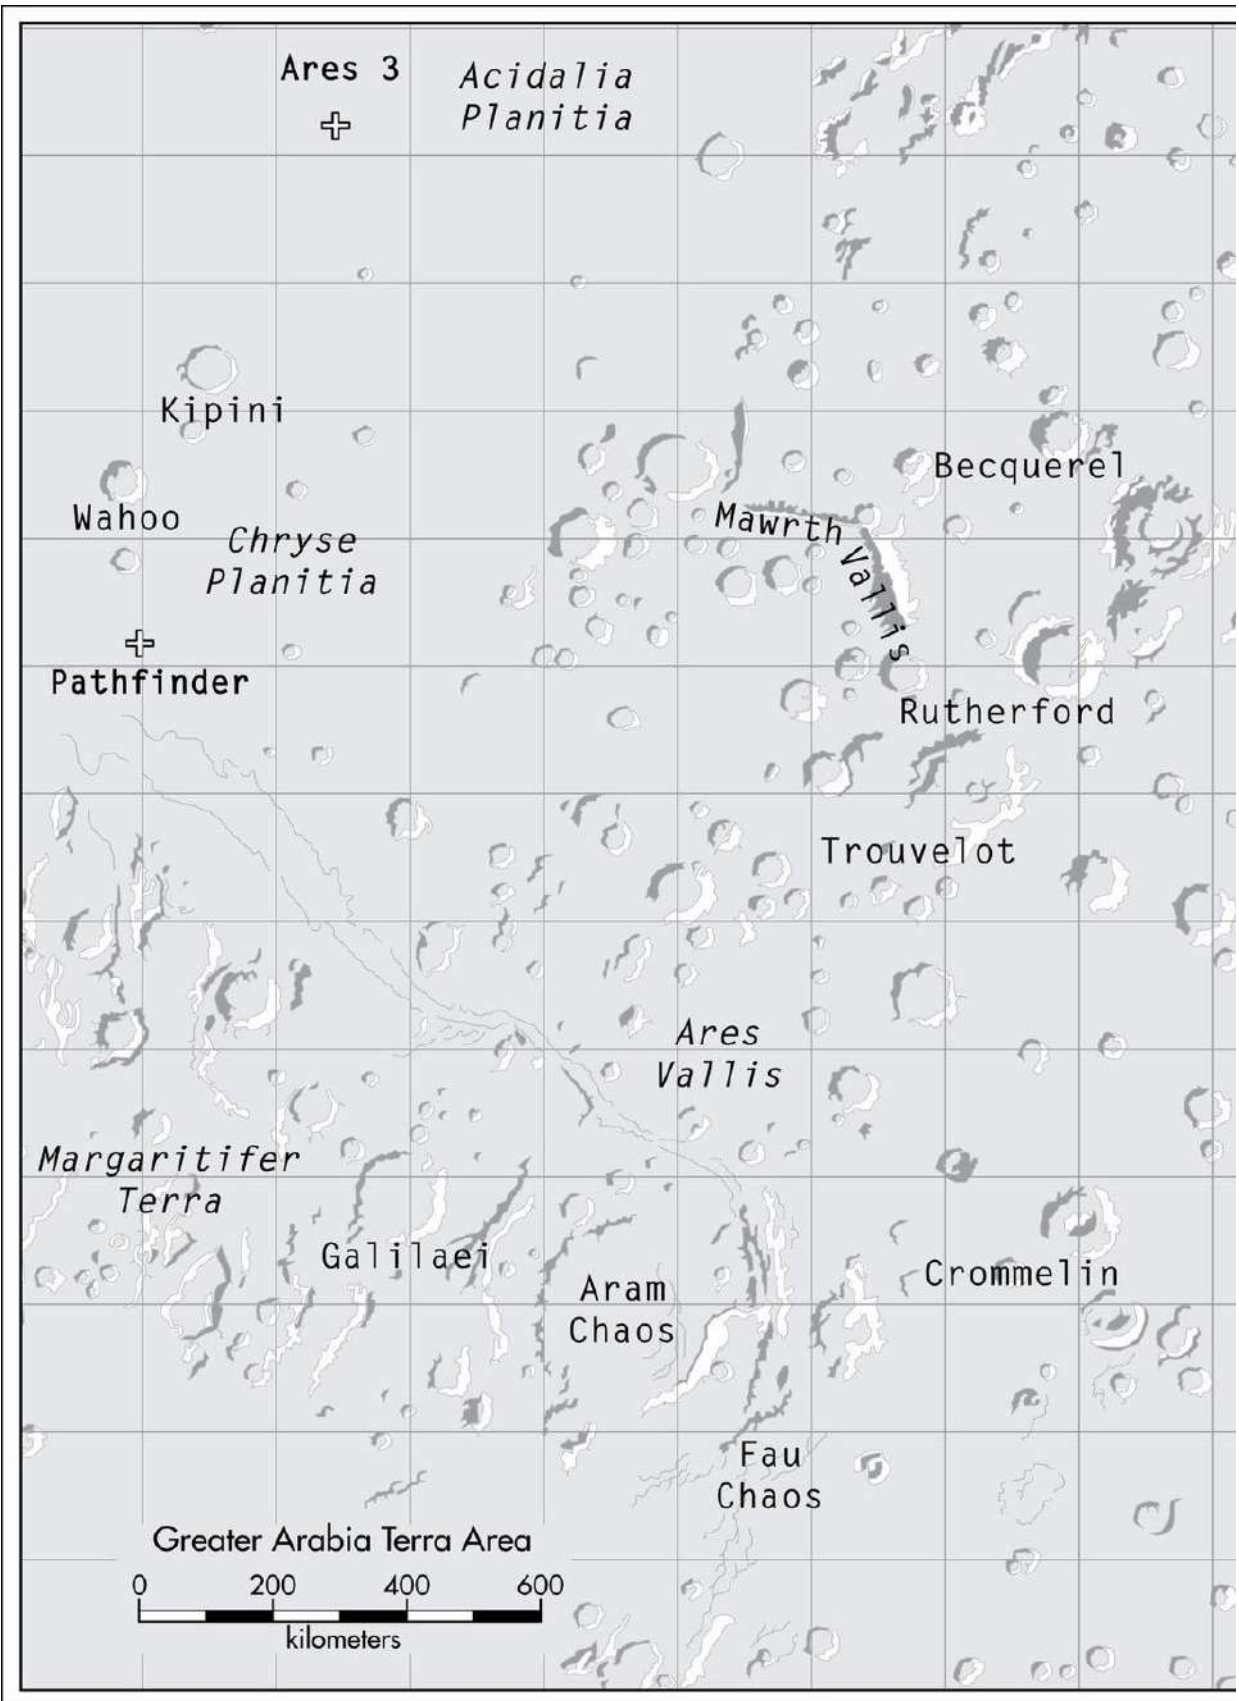 Ares 3
Acidalia
Planitia
Kipini
Becquerel
Wahoo
Mawrth Vallis
Chryse
Planitia
Pathfinder
Rutherford
Trouvelot
Ares
Vallis
Margaritifer
Terra
Galilaei
Crommelin
Aram
Chaos
Fau
Chaos
Greater Arabia Terra Area
0 200 400 600
kilometers